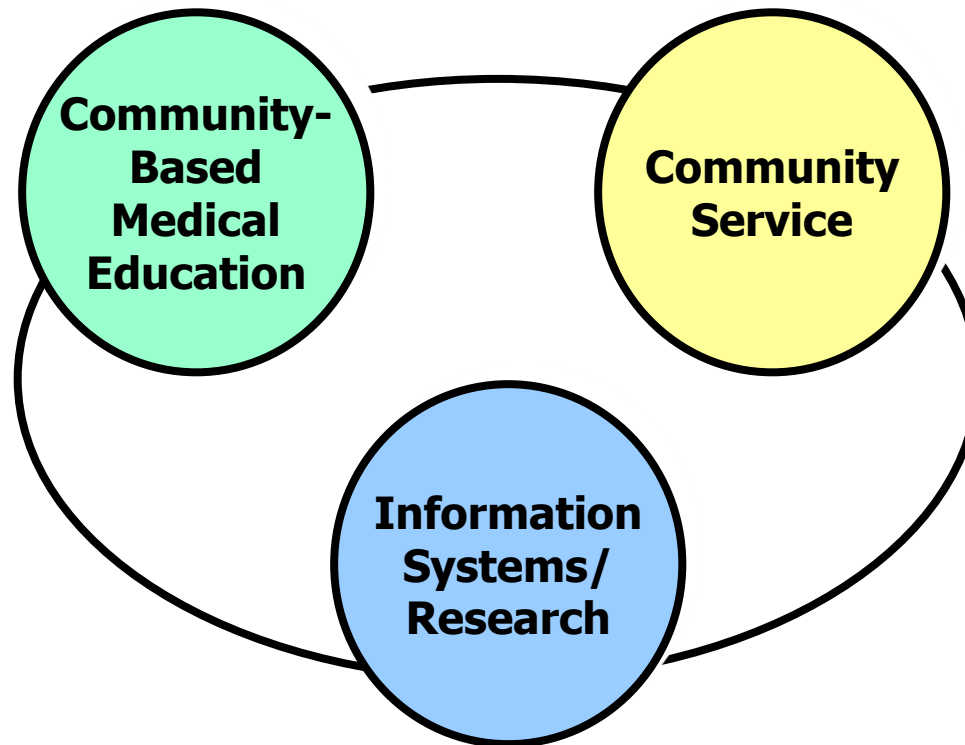 Community-
Based
Medical
Education
Community
Service
Information
Systems/
Research